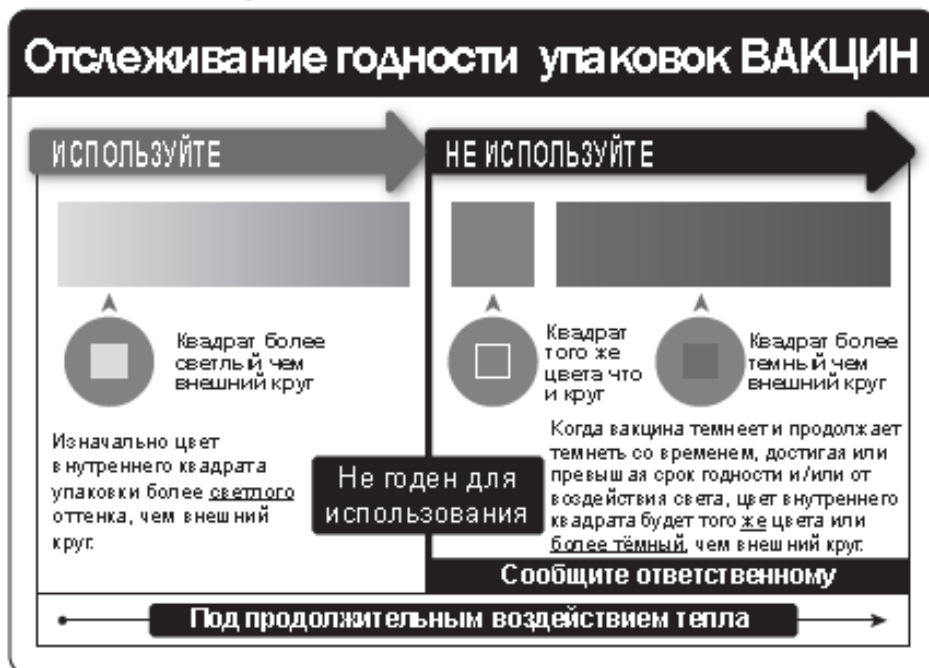 Отслеживание годности упаковок ВАКЦИН
ИСПОЛЬЗУЙТЕ
НЕ ИСПОЛЬЗУЙТЕ
Квадрат более
светлый чем
внешний круг
Квадрат
того же
цвета что
и круг
Квадрат более
темный чем
внешний круг
Изначально цвет
внутреннего квадрата
упаковки более светлого
оттенка, чем внешний
круг.
Не годен для
использования
Когда вакцина темнеет и продолжает
темнеть со временем, достигая или
превышая срок годности и/или от
воздействия света, цвет внутреннего
квадрата будет того же цвета или
более тёмный, чем внешний круг.
Сообщите ответственному
Под продолжительным воздействием тепла